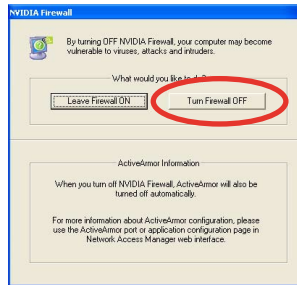 NVIDIA Firewall
By turning OFF NVIDIA Firewall, your computer may become
vulnerable to viruses, attacks and intruders.
What would you like to do?
Leave Firewall ON
Turn Firewall OFF
ActiveArmor Information
When you turn off NVIDIA Firewall, ActiveArmor will also be
turned off automatically.
For more information about ActiveArmor configuration, please
use the ActiveArmor port or application configuration page in
Network Access Manager web interface.